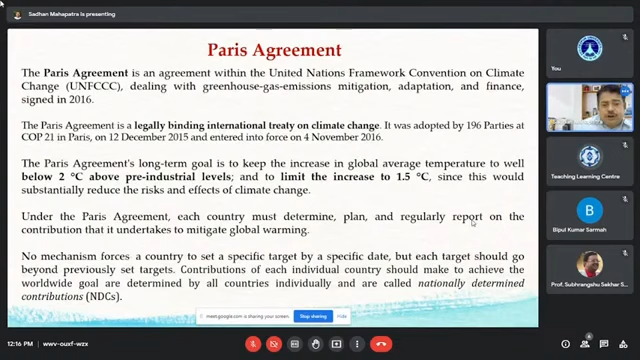 Sadhan Mahapatra is presenting
Paris Agreement
The Paris Agreement is an agreement within the United Nations Framework Convention on Climate
Change (UNFCCC), dealing with greenhouse-gas-emissions mitigation, adaptation, and finance,
signed in 2016.
The Paris Agreement is a legally binding international treaty on climate change. It was adopted by 196 Parties at
COP 21 in Paris, on 12 December 2015 and entered into force on 4 November 2016.
The Paris Agreement's long-term goal is to keep the increase in global average temperature to well
below 2 °C above pre-industrial levels; and to limit the increase to 1.5 °C, since this would
substantially reduce the risks and effects of climate change.
Under the Paris Agreement, each country must determine, plan, and regularly report on the
contribution that it undertakes to mitigate global warming.
No mechanism forces a country to set a specific target by a specific date, but each target should go
beyond previously set targets. Contributions of each individual country should make to achieve the
worldwide goal are determined by all countries individually and are called nationally determined
contributions (NDCs).
meet.google.com is sharing your screen.
Stop sharing
Hide
You
Teaching Learning Centre
B
Bipul Kumar Sarmah
Prof. Subhrangshu Sekhar S
12:16 PM
wwv-ouxf-wzx